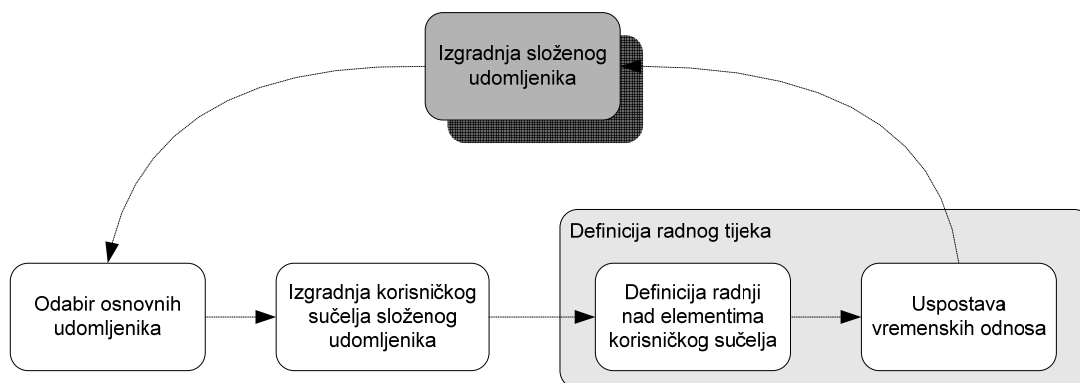 Izgradnja složenog
udomljenika
Definicija radnog tijeka
Odabir osnovnih
udomljenika
Izgradnja korisničkog
sučelja složenog
udomljenika
Definicija radnji
nad elementima
korisničkog sučelja
Uspostava
vremenskih odnosa